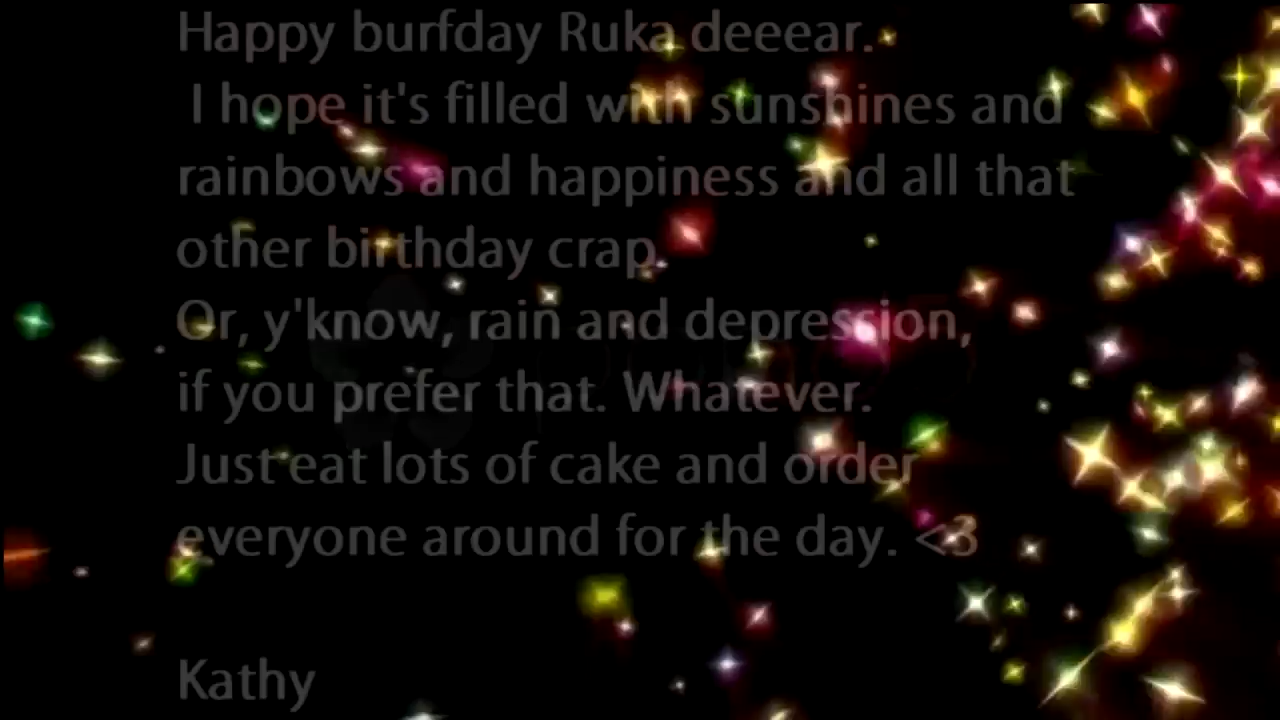 Happy burfday Ruka deeear.
I hope it's filled with sunshines and
rainbows and happiness and all that
other birthday crap.
Or, y'know, rain and depression,
if you prefer that. Whatever.
Just eat lots of cake and order
everyone around for the day. <3
Kathy